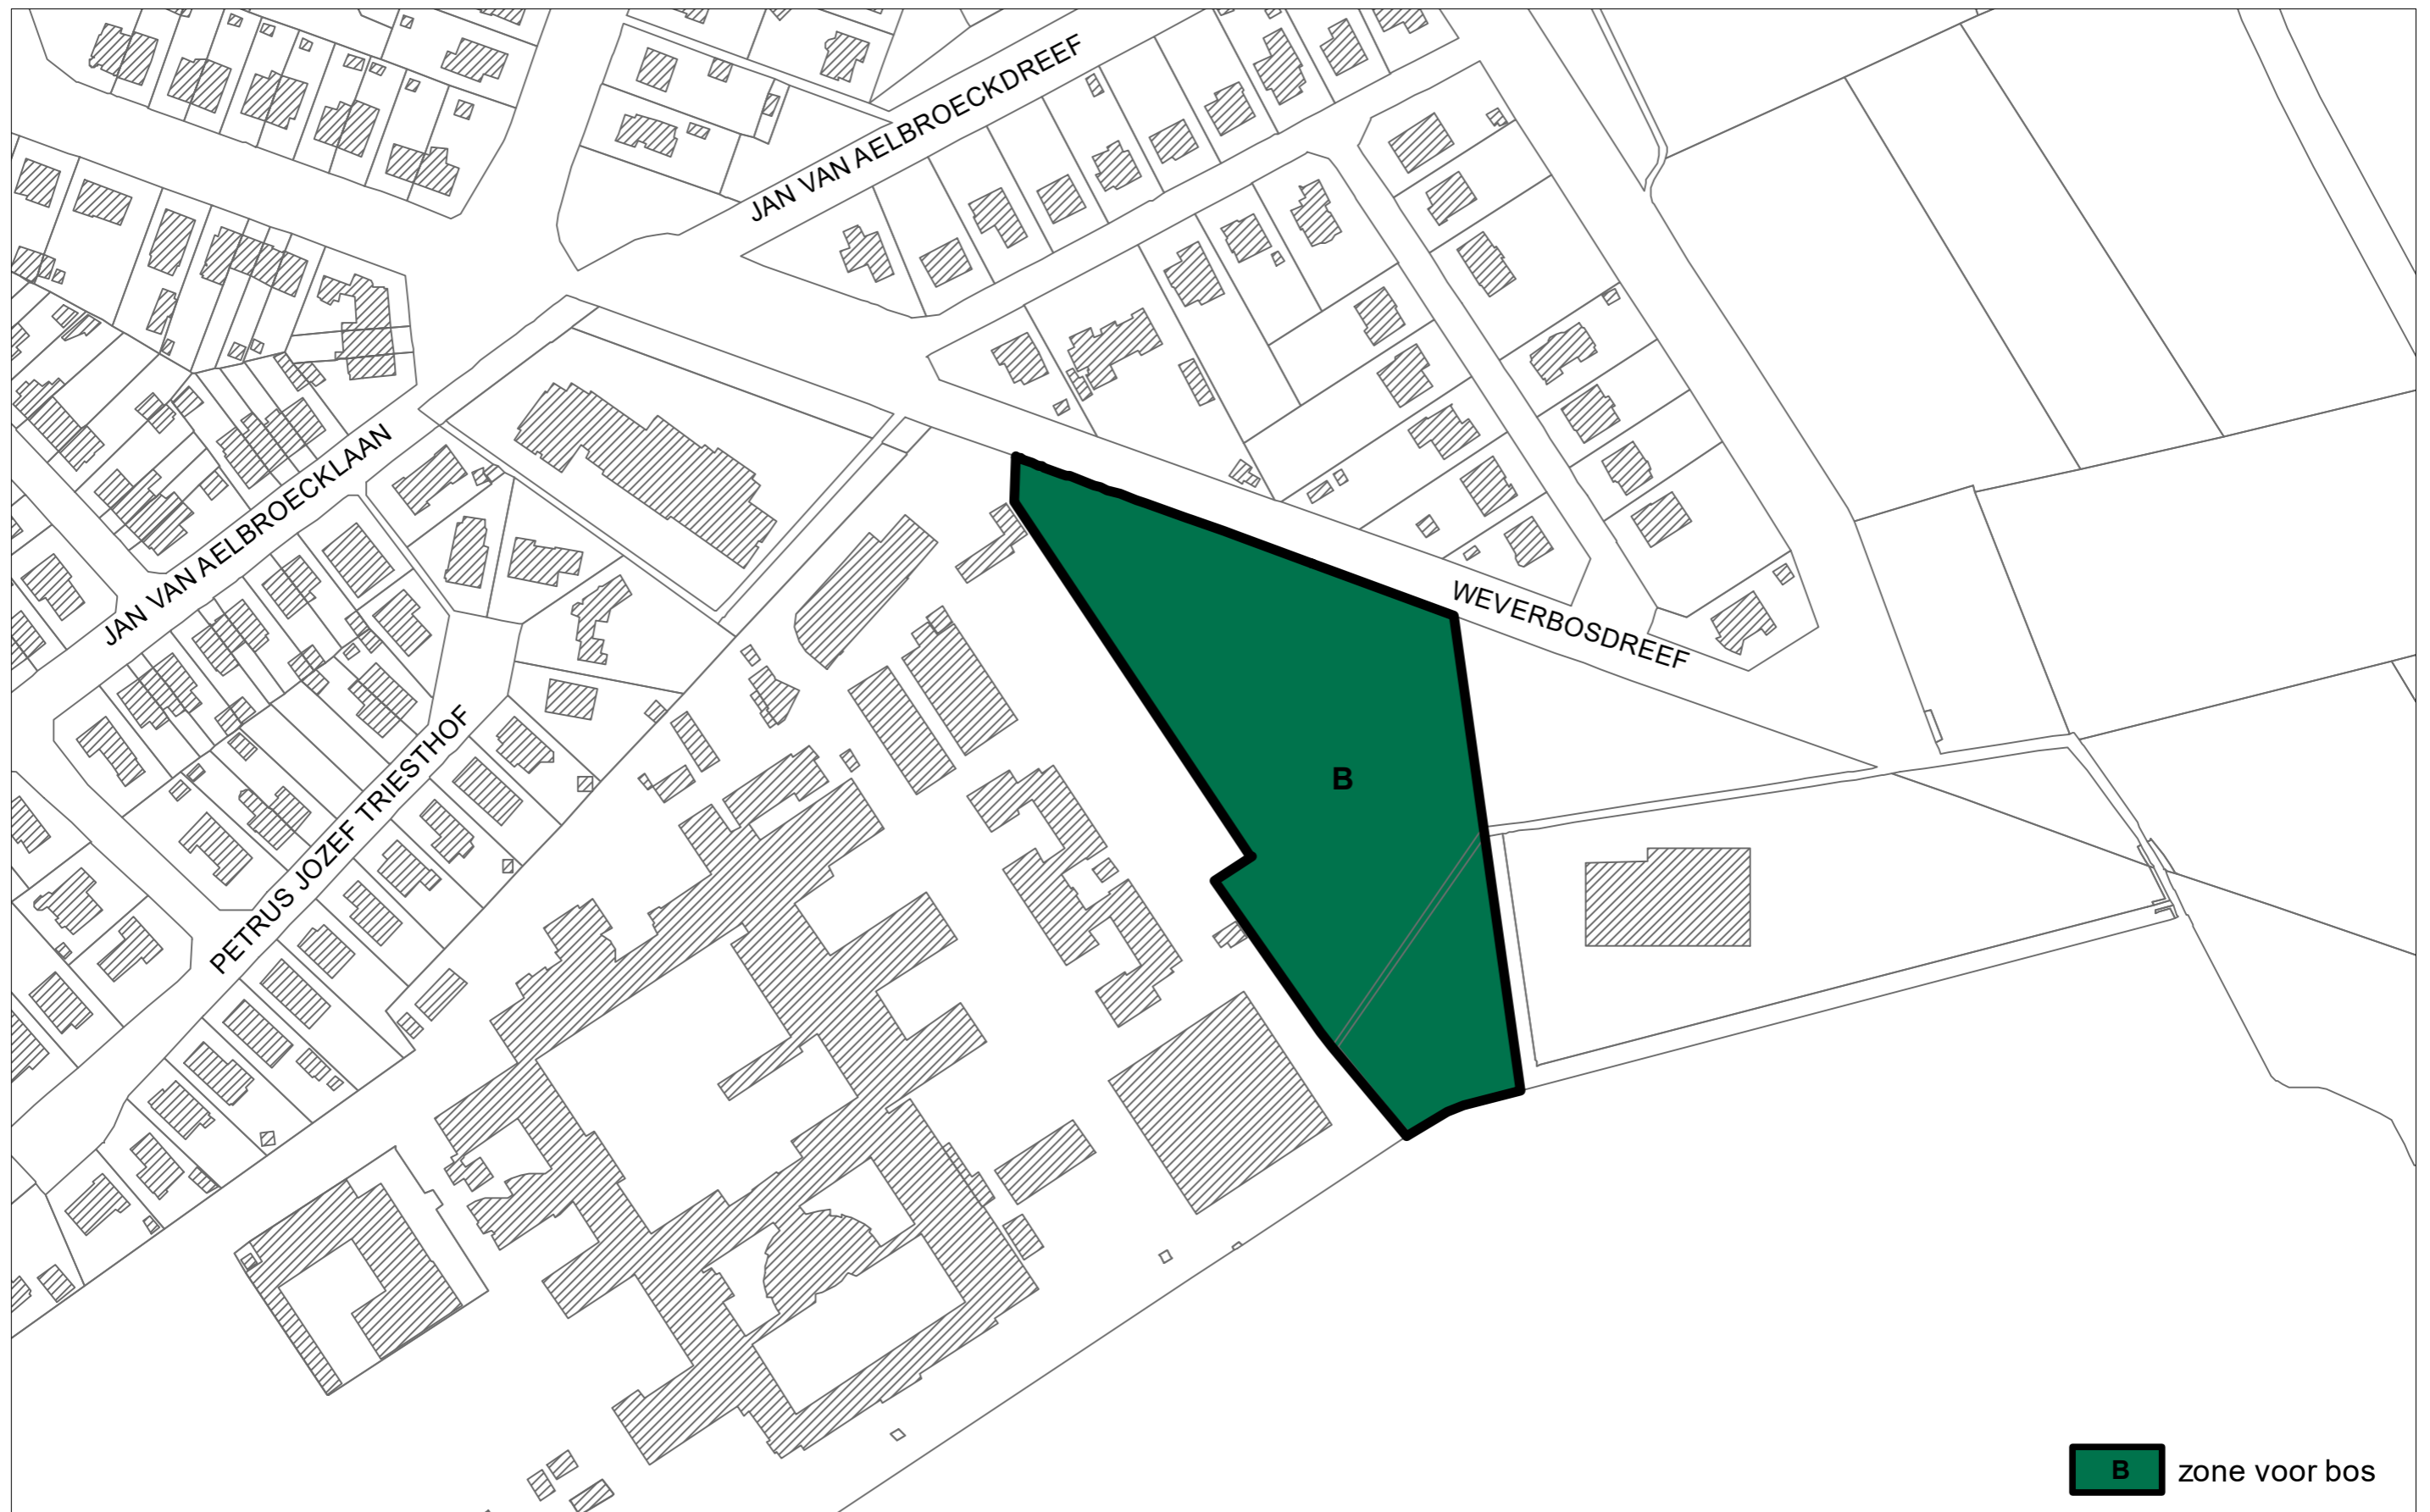 JAN VAN AELBROECKDREEF
JAN VAN AELBROECKLAAN
WEVERBOSDREEF
PETRUS JOZEF TRIESTHOF
B
B zone voor bos